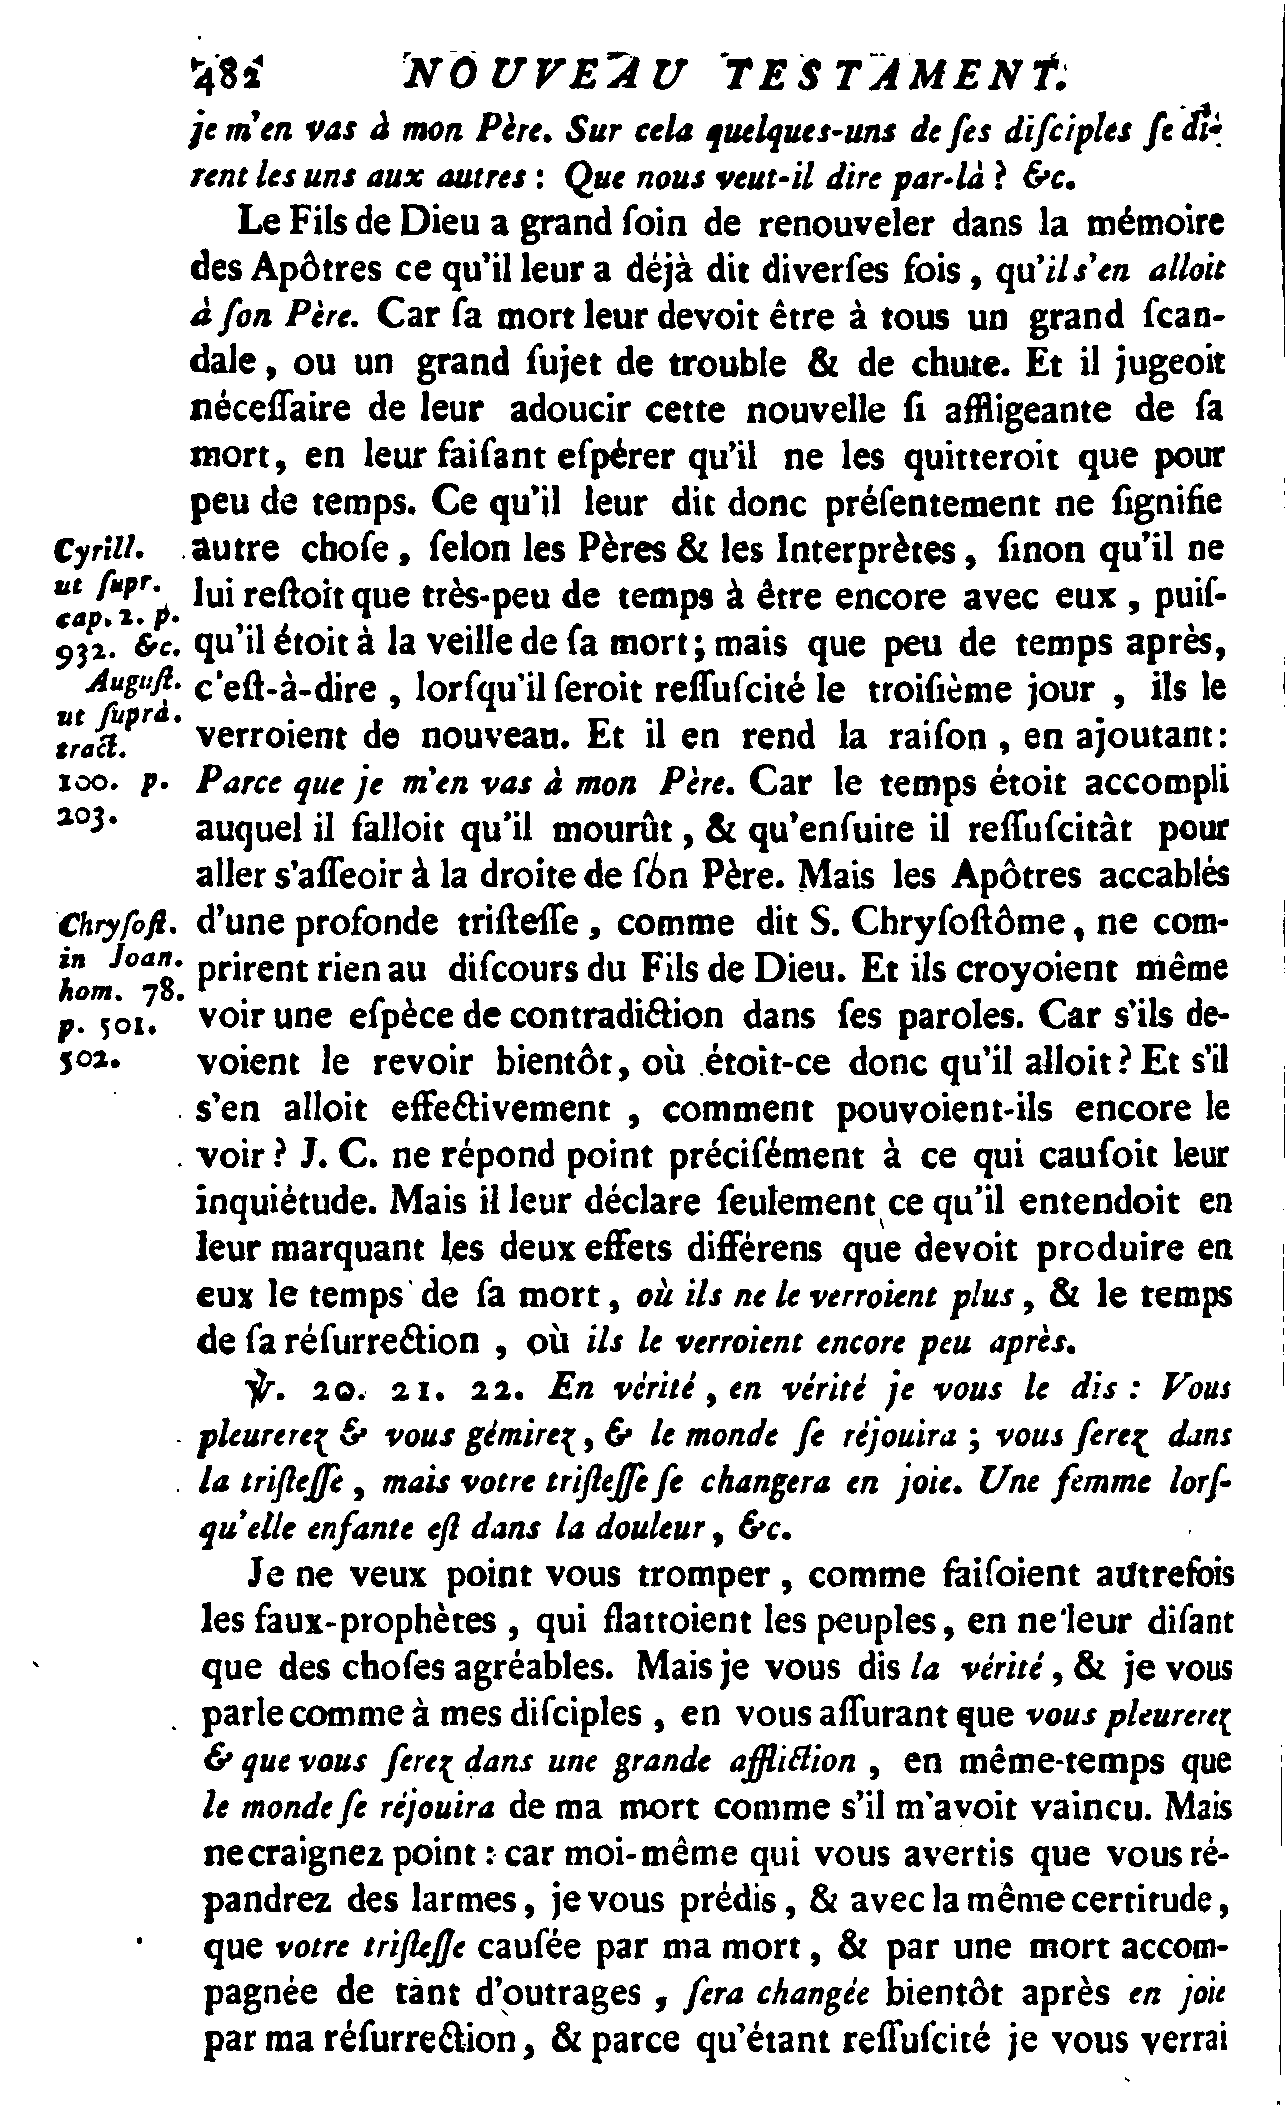 482 NOUVEAU TESTAMENT.
je m'en vas à mon Père. Sur cela quelques-uns de ſes diſciples ſe di-
rent les uns aux autres : Que nous veut-il dire par-là ? &c.
Le Fils de Dieu a grand ſoin de renouveler dans la mémoire
des Apôtres ce qu'il leur a déjà dit diverſes fois , qu'il s'en alloit
à ſon Père. Car ſa mort leur devoit être à tous un grand ſcan-
dale , ou un grand ſujet de trouble & de chute. Et il jugeoit
néceſſaire de leur adoucir cette nouvelle ſi affligeante de ſa
mort, en leur faiſant eſpérer qu'il ne les quitteroit que pour
peu de temps. Ce qu'il leur dit donc préſentement ne ſignifie
autre choſe , ſelon les Pères & les Interprètes, ſinon qu'il ne
lui reſtoit que très-peu de temps à être encore avec eux , puiſ-
qu'il étoit à la veille de ſa mort ; mais que peu de temps après,
c'eſt-à-dire , lorſqu'il ſeroit reſſuſcité le troiſième jour , ils le
verroient de nouveau. Et il en rend la raiſon , en ajoutant :
Parce que je m'en vas à mon Père. Car le temps étoit accompli
auquel il falloit qu'il mourût , & qu'enſuite il reſſuſcitât pour
aller s'aſſeoir à la droite de ſon Père. Mais les Apôtres accablés
d'une profonde triſteſſe , comme dit S. Chryſoſtôme, ne com-
prirent rien au diſcours du Fils de Dieu. Et ils croyoient même
voir une eſpèce de contradiction dans ſes paroles. Car s'ils de-
voient le revoir bientôt, où étoit-ce donc qu'il alloit ? Et s'il
s'en alloit effectivement , comment pouvoient-ils encore le
voir ? J. C. ne répond point préciſément à ce qui cauſoit leur
inquiétude. Mais il leur déclare ſeulement ce qu'il entendoit en
leur marquant les deux effets différens que devoit produire en
eux le temps de ſa mort , où ils ne le verroient plus , & le temps
de ſa réſurrection , où ils le verroient encore peu après.
℣. 20. 21. 22. En vérité , en vérité je vous le dis : Vous
pleurerez & vous gémirez , & le monde ſe réjouira ; vous ſerez dans
la triſteſſe , mais votre triſteſſe ſe changera en joie. Une femme lorſ-
qu'elle enfante eſt dans la douleur , &c.
Je ne veux point vous tromper , comme faiſoient autrefois
les faux-prophètes , qui flattoient les peuples, en ne leur diſant
que des choſes agréables. Mais je vous dis la vérité , & je vous
parle comme à mes diſciples , en vous aſſurant que vous pleurerez
& que vous ſerez dans une grande affliction , en même-temps que
le monde ſe réjouira de ma mort comme s'il m'avoit vaincu. Mais
ne craignez point : car moi-même qui vous avertis que vous ré-
pandrez des larmes, je vous prédis , & avec la même certitude,
que votre triſteſſe cauſée par ma mort , & par une mort accom-
pagnée de tant d'outrages , ſera changée bientôt après en joie
par ma réſurrection, & parce qu'étant reſſuſcité je vous verrai
Cyrill.
ut ſupr.
cap. 2. p.
932. &c.
Auguſt.
ut ſuprà.
tract.
100. p.
203.
Chryſoſt.
in Joan.
hom. 78.
p. 501.
502.